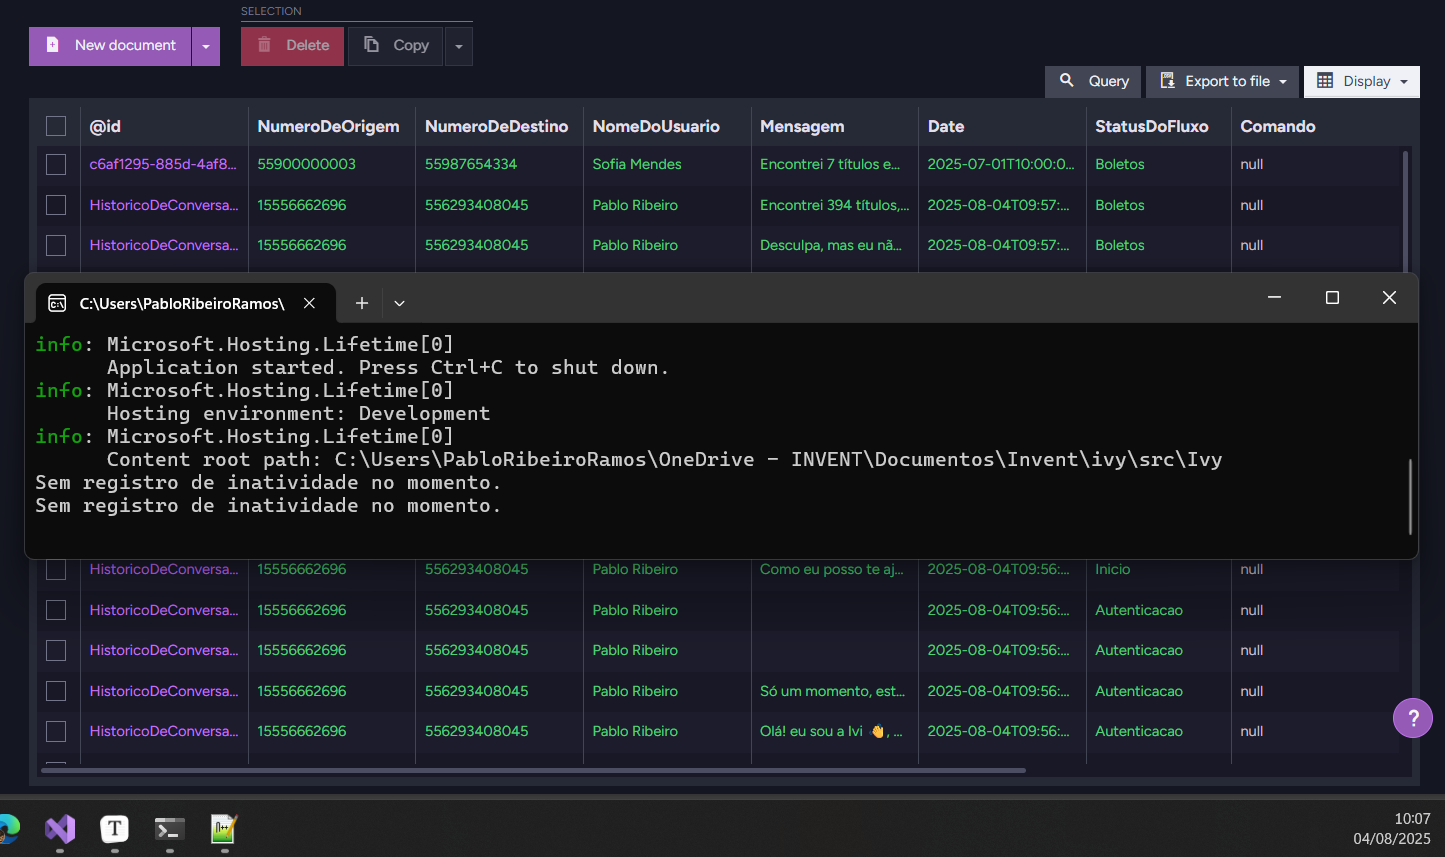 SELECTION
New document
Delete
Copy
Query
Export to file
Display
@id NumeroDeOrigem NumeroDeDestino NomeDoUsuario Mensagem Date StatusDoFluxo Comando
c6af1295-885d-4af8... 55900000003 55987654334 Sofia Mendes Encontrei 7 títulos e... 2025-07-01T10:00:0... Boletos null
HistoricoDeConversa... 15556662696 556293408045 Pablo Ribeiro Encontrei 394 títulos,... 2025-08-04T09:57:... Boletos null
HistoricoDeConversa... 15556662696 556293408045 Pablo Ribeiro Desculpa, mas eu nã... 2025-08-04T09:57:... Boletos null
C:\Users\PabloRibeiroRamos\
info: Microsoft.Hosting.Lifetime[0]
Application started. Press Ctrl+C to shut down.
info: Microsoft.Hosting.Lifetime[0]
Hosting environment: Development
info: Microsoft.Hosting.Lifetime[0]
Content root path: C:\Users\PabloRibeiroRamos\OneDrive - INVENT\Documentos\Invent\ivy\src\Ivy
Sem registro de inatividade no momento.
Sem registro de inatividade no momento.
HistoricoDeConversa... 15556662696 556293408045 Pablo Ribeiro Como eu posso te aj... 2025-08-04T09:56:... Inicio null
HistoricoDeConversa... 15556662696 556293408045 Pablo Ribeiro 2025-08-04T09:56:... Autenticacao null
HistoricoDeConversa... 15556662696 556293408045 Pablo Ribeiro 2025-08-04T09:56:... Autenticacao null
HistoricoDeConversa... 15556662696 556293408045 Pablo Ribeiro Só um momento, est... 2025-08-04T09:56:... Autenticacao null
HistoricoDeConversa... 15556662696 556293408045 Pablo Ribeiro Olá! eu sou a Ivi 👋, ... 2025-08-04T09:56:... Autenticacao null
?
T
10:07
04/08/2025